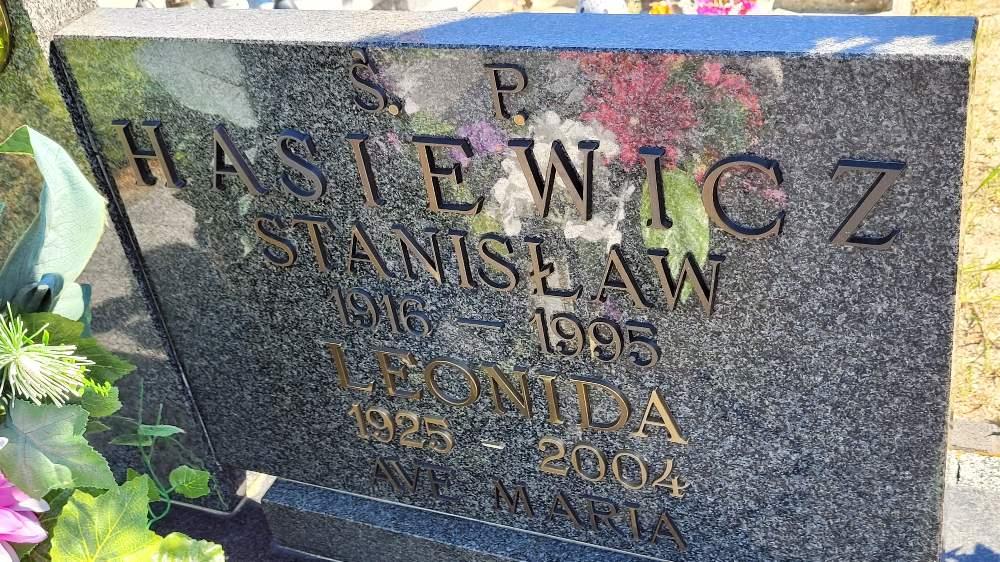 Ś. P.
HASIEWICZ
STANISŁAW
1916 – 1995
LEONIDA
1925 - 2004
AVE MARIA